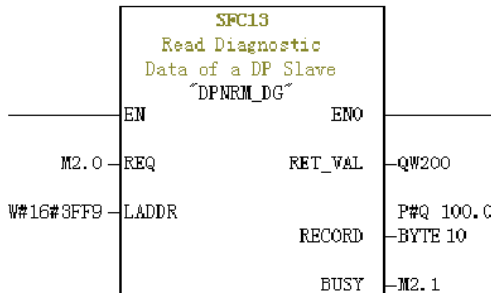 SFC13
Read Diagnostic
Data of a DP Slave
"DPNRM_DG"
EN ENO
M2.0 REQ RET_VAL QW200
W#16#3FF9 LADDR P#Q 100.0
RECORD BYTE 10
BUSY M2.1